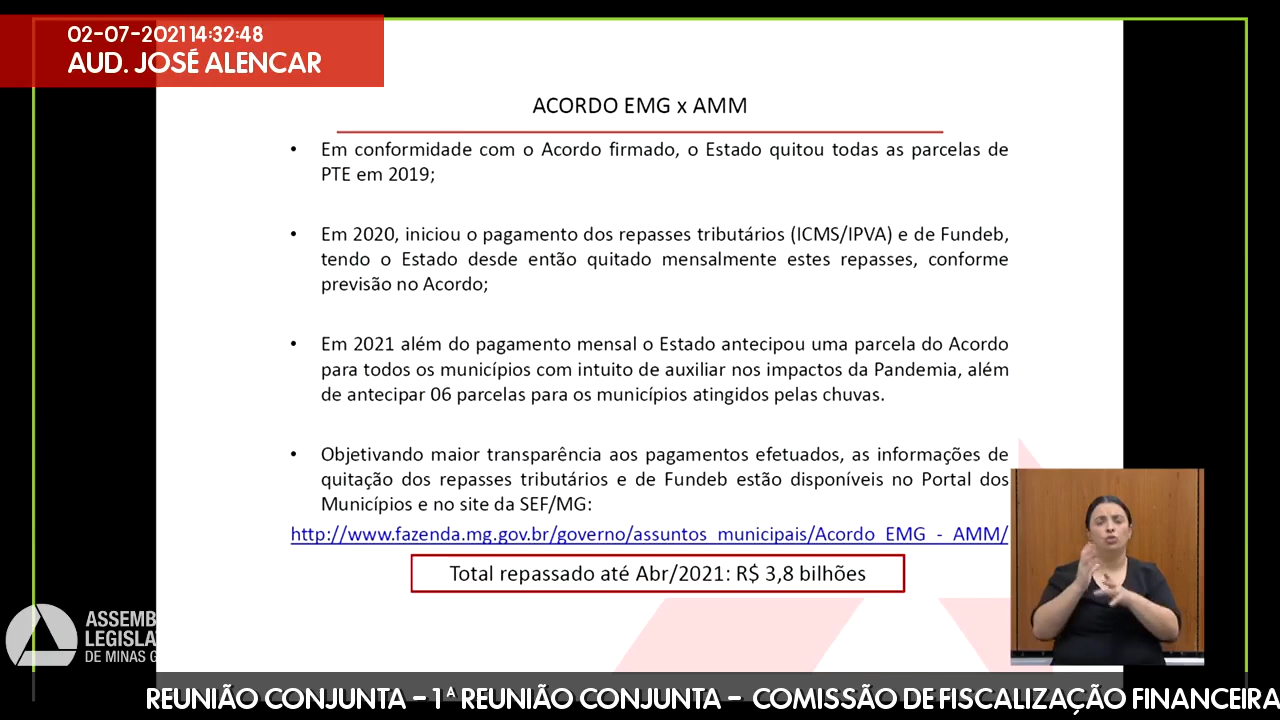 02-07-2021 14:32:48
AUD. JOSÉ ALENCAR
ACORDO EMG x AMM
• Em conformidade com o Acordo firmado, o Estado quitou todas as parcelas de
PTE em 2019;
• Em 2020, iniciou o pagamento dos repasses tributários (ICMS/IPVA) e de Fundeb,
tendo o Estado desde então quitado mensalmente estes repasses, conforme
previsão no Acordo;
• Em 2021 além do pagamento mensal o Estado antecipou uma parcela do Acordo
para todos os municípios com intuito de auxiliar nos impactos da Pandemia, além
de antecipar 06 parcelas para os municípios atingidos pelas chuvas.
• Objetivando maior transparência aos pagamentos efetuados, as informações de
quitação dos repasses tributários e de Fundeb estão disponíveis no Portal dos
Municípios e no site da SEF/MG:
http://www.fazenda.mg.gov.br/governo/assuntos_municipais/Acordo_EMG_-_AMM/
Total repassado até Abr/2021: R$ 3,8 bilhões
ASSEMB
LEGISLA
DE MINAS G
REUNIÃO CONJUNTA – 1ª REUNIÃO CONJUNTA – COMISSÃO DE FISCALIZAÇÃO FINANCEIRA